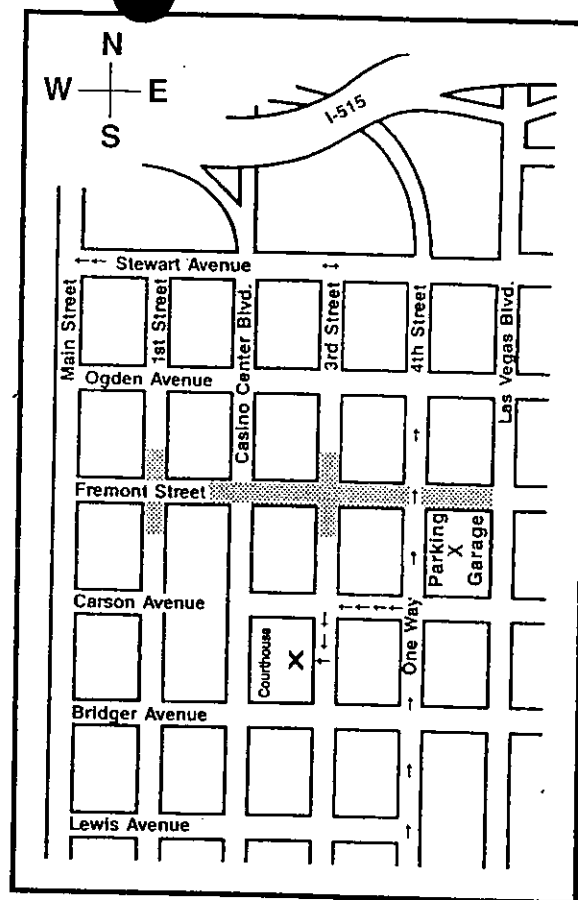 N
W E
S
I-515
Stewart Avenue
Main Street
1st Street
Casino Center Blvd.
3rd Street
4th Street
Las Vegas Blvd.
Ogden Avenue
Fremont Street
Parking
X
Garage
Carson Avenue
One Way
Courthouse
X
Bridger Avenue
Lewis Avenue